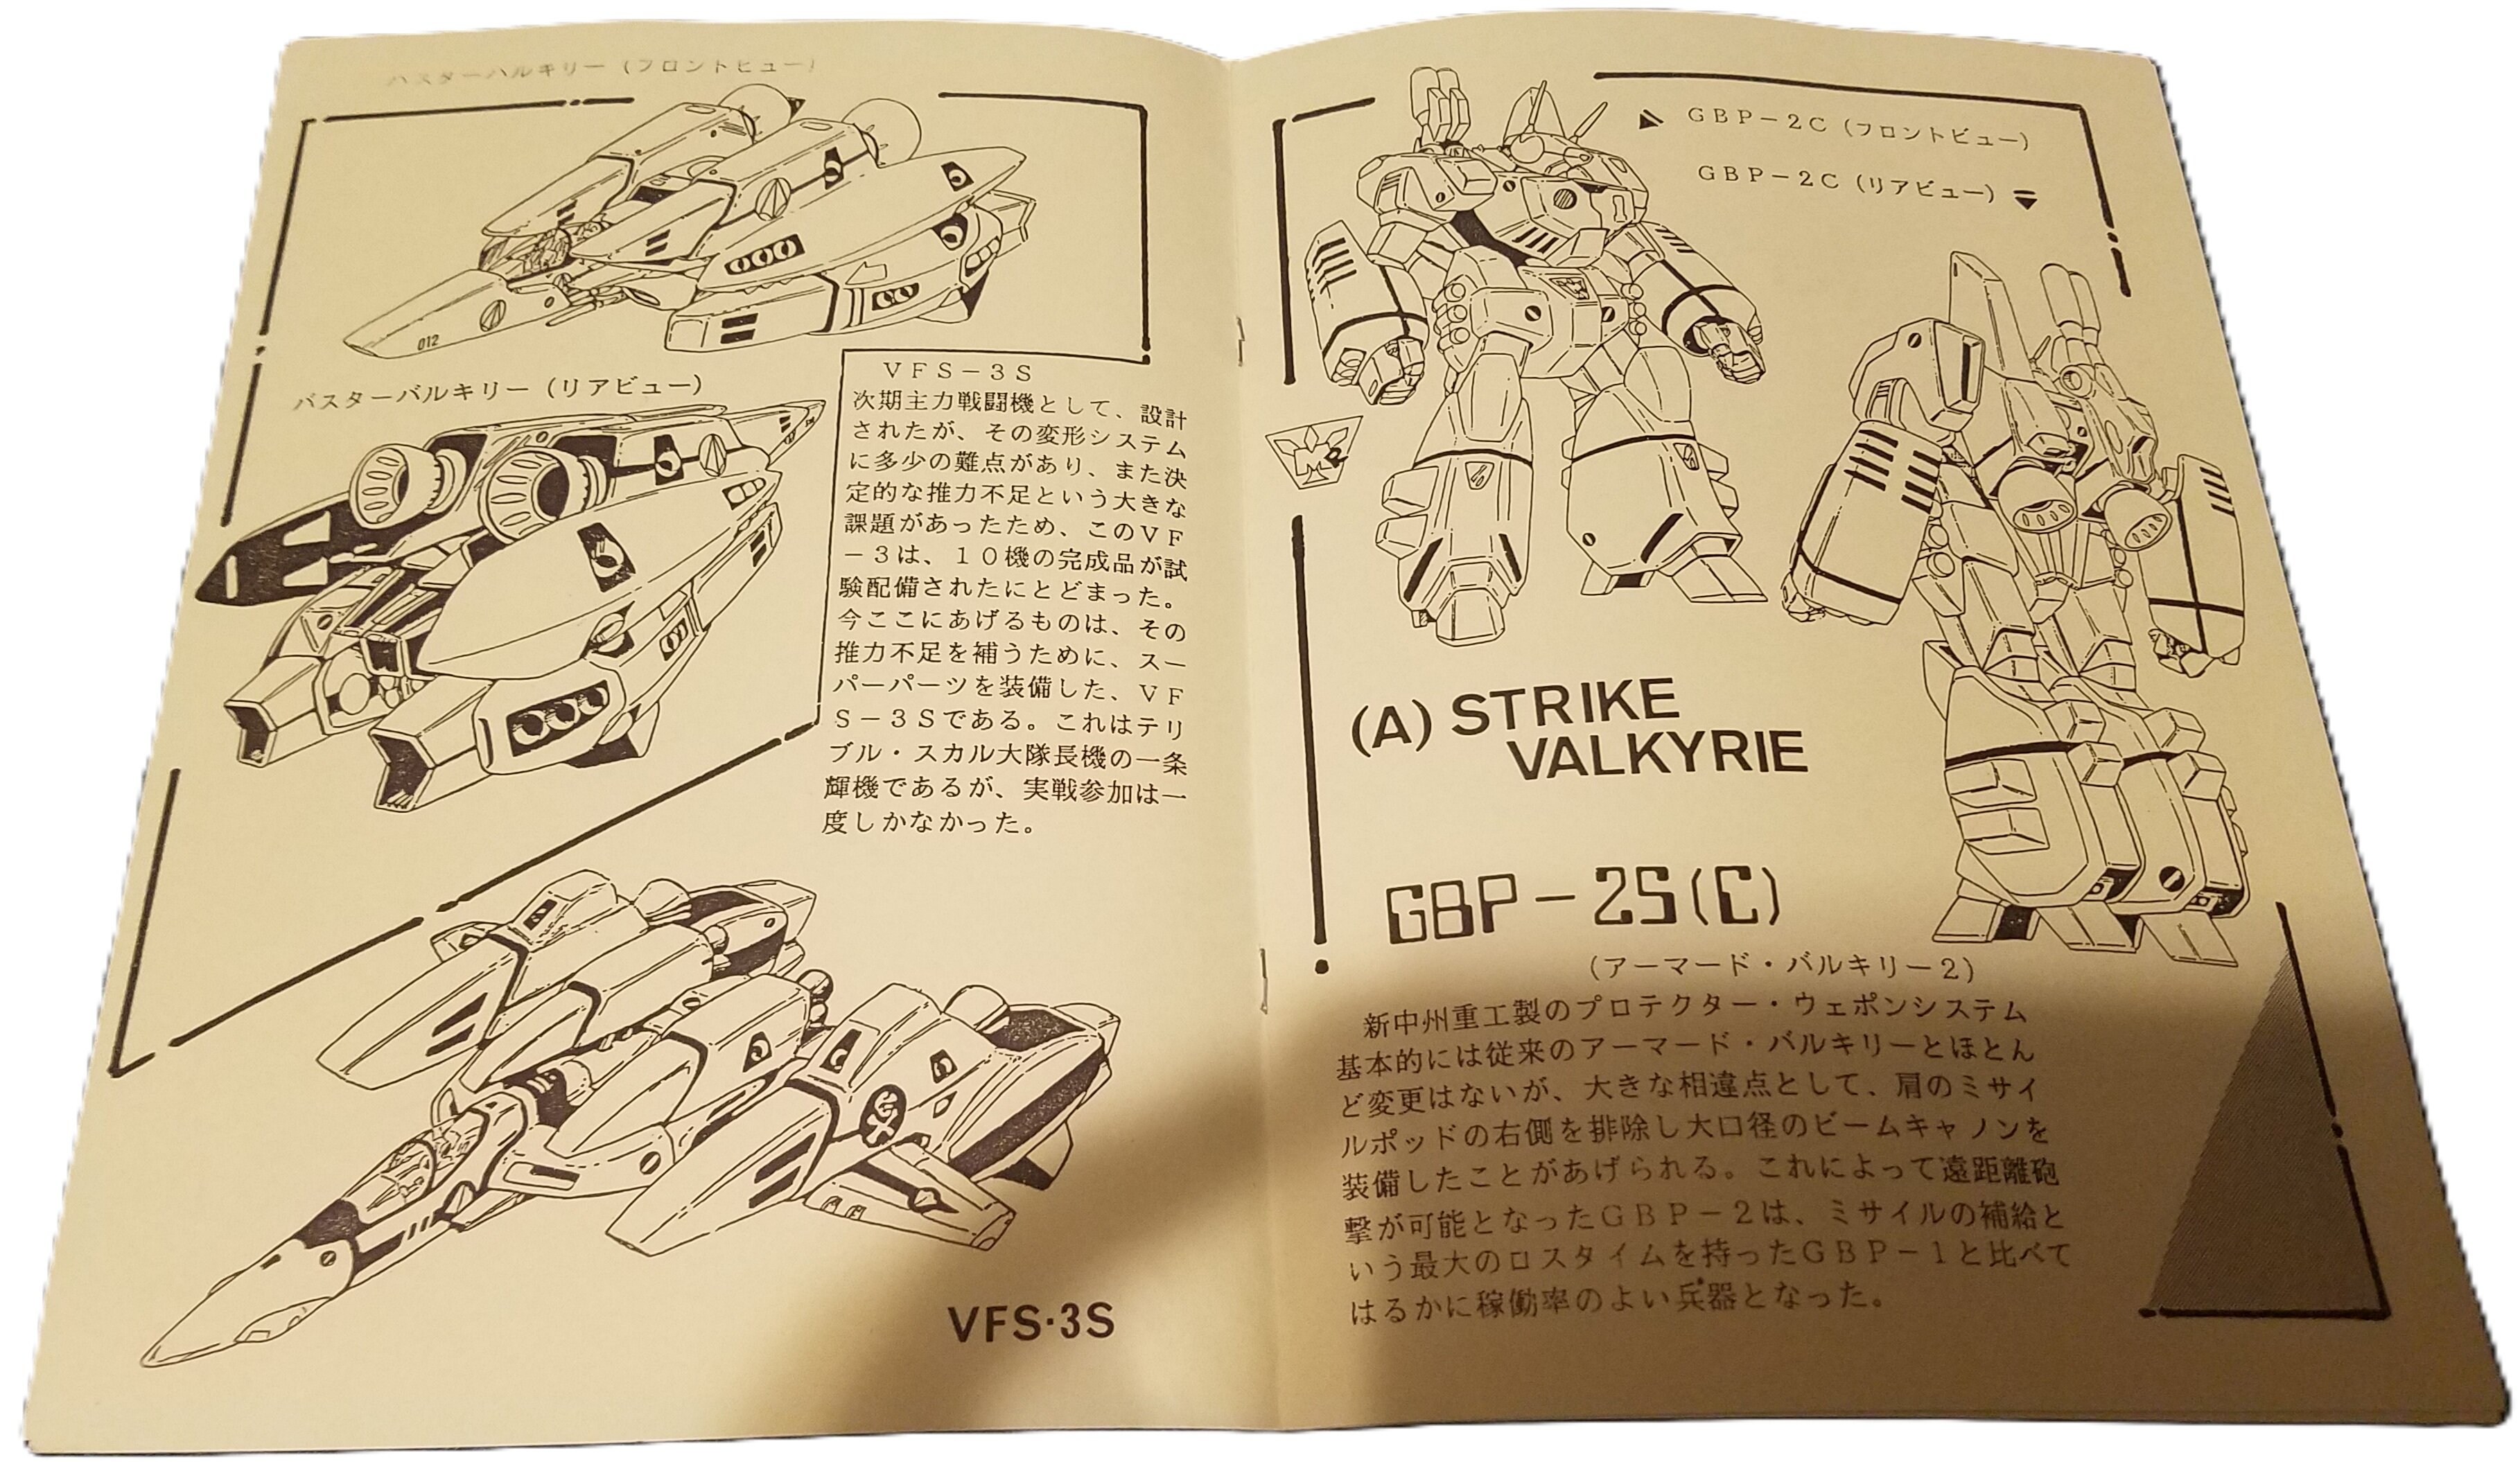 バスターバルキリー（フロントビュー）
012
バスターバルキリー（リアビュー）
ＶＦＳ－３Ｓ
次期主力戦闘機として、設計
されたが、その変形システム
に多少の難点があり、また決
定的な推力不足という大きな
課題があったため、このＶＦ
－３は、１０機の完成品が試
験配備されたにとどまった。
今ここにあげるものは、その
推力不足を補うために、スー
パーパーツを装備した、ＶＦ
Ｓ－３Ｓである。これはテリ
ブル・スカル大隊長機の一条
輝機であるが、実戦参加は一
度しかなかった。
VFS·3S
ＧＢＰ－２Ｃ（フロントビュー）
ＧＢＰ－２Ｃ（リアビュー）
(A) STRIKE
VALKYRIE
GBP-2S(C)
（アーマード・バルキリー２）
新中州重工製のプロテクター・ウェポンシステム
基本的には従来のアーマード・バルキリーとほとん
ど変更はないが、大きな相違点として、肩のミサイ
ルポッドの右側を排除し大口径のビームキャノンを
装備したことがあげられる。これによって遠距離砲
撃が可能となったＧＢＰ－２は、ミサイルの補給と
いう最大のロスタイムを持ったＧＢＰ－１と比べて
はるかに稼働率のよい兵器となった。